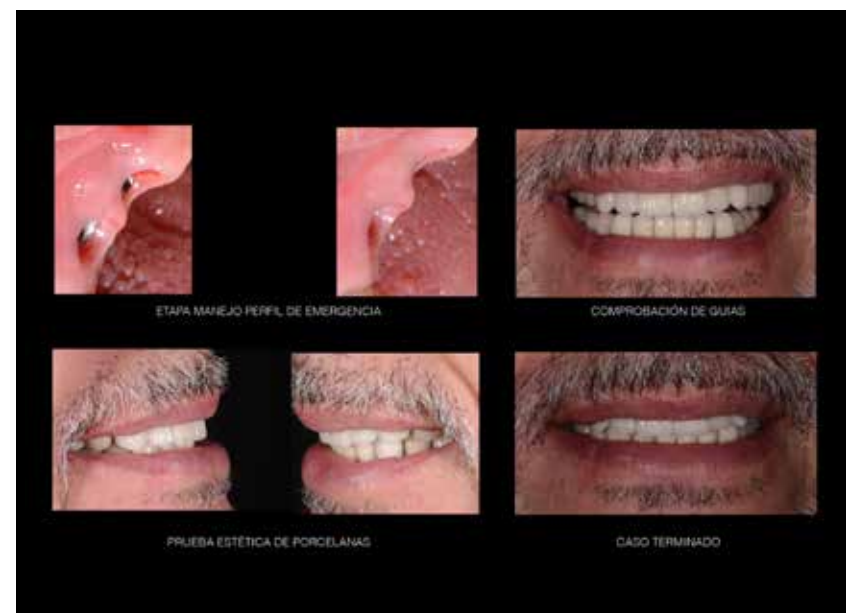 ETAPA MANEJO PERFIL DE EMERGENCIA
COMPROBACIÓN DE GUIAS
PRUEBA ESTÉTICA DE PORCELANAS
CASO TERMINADO